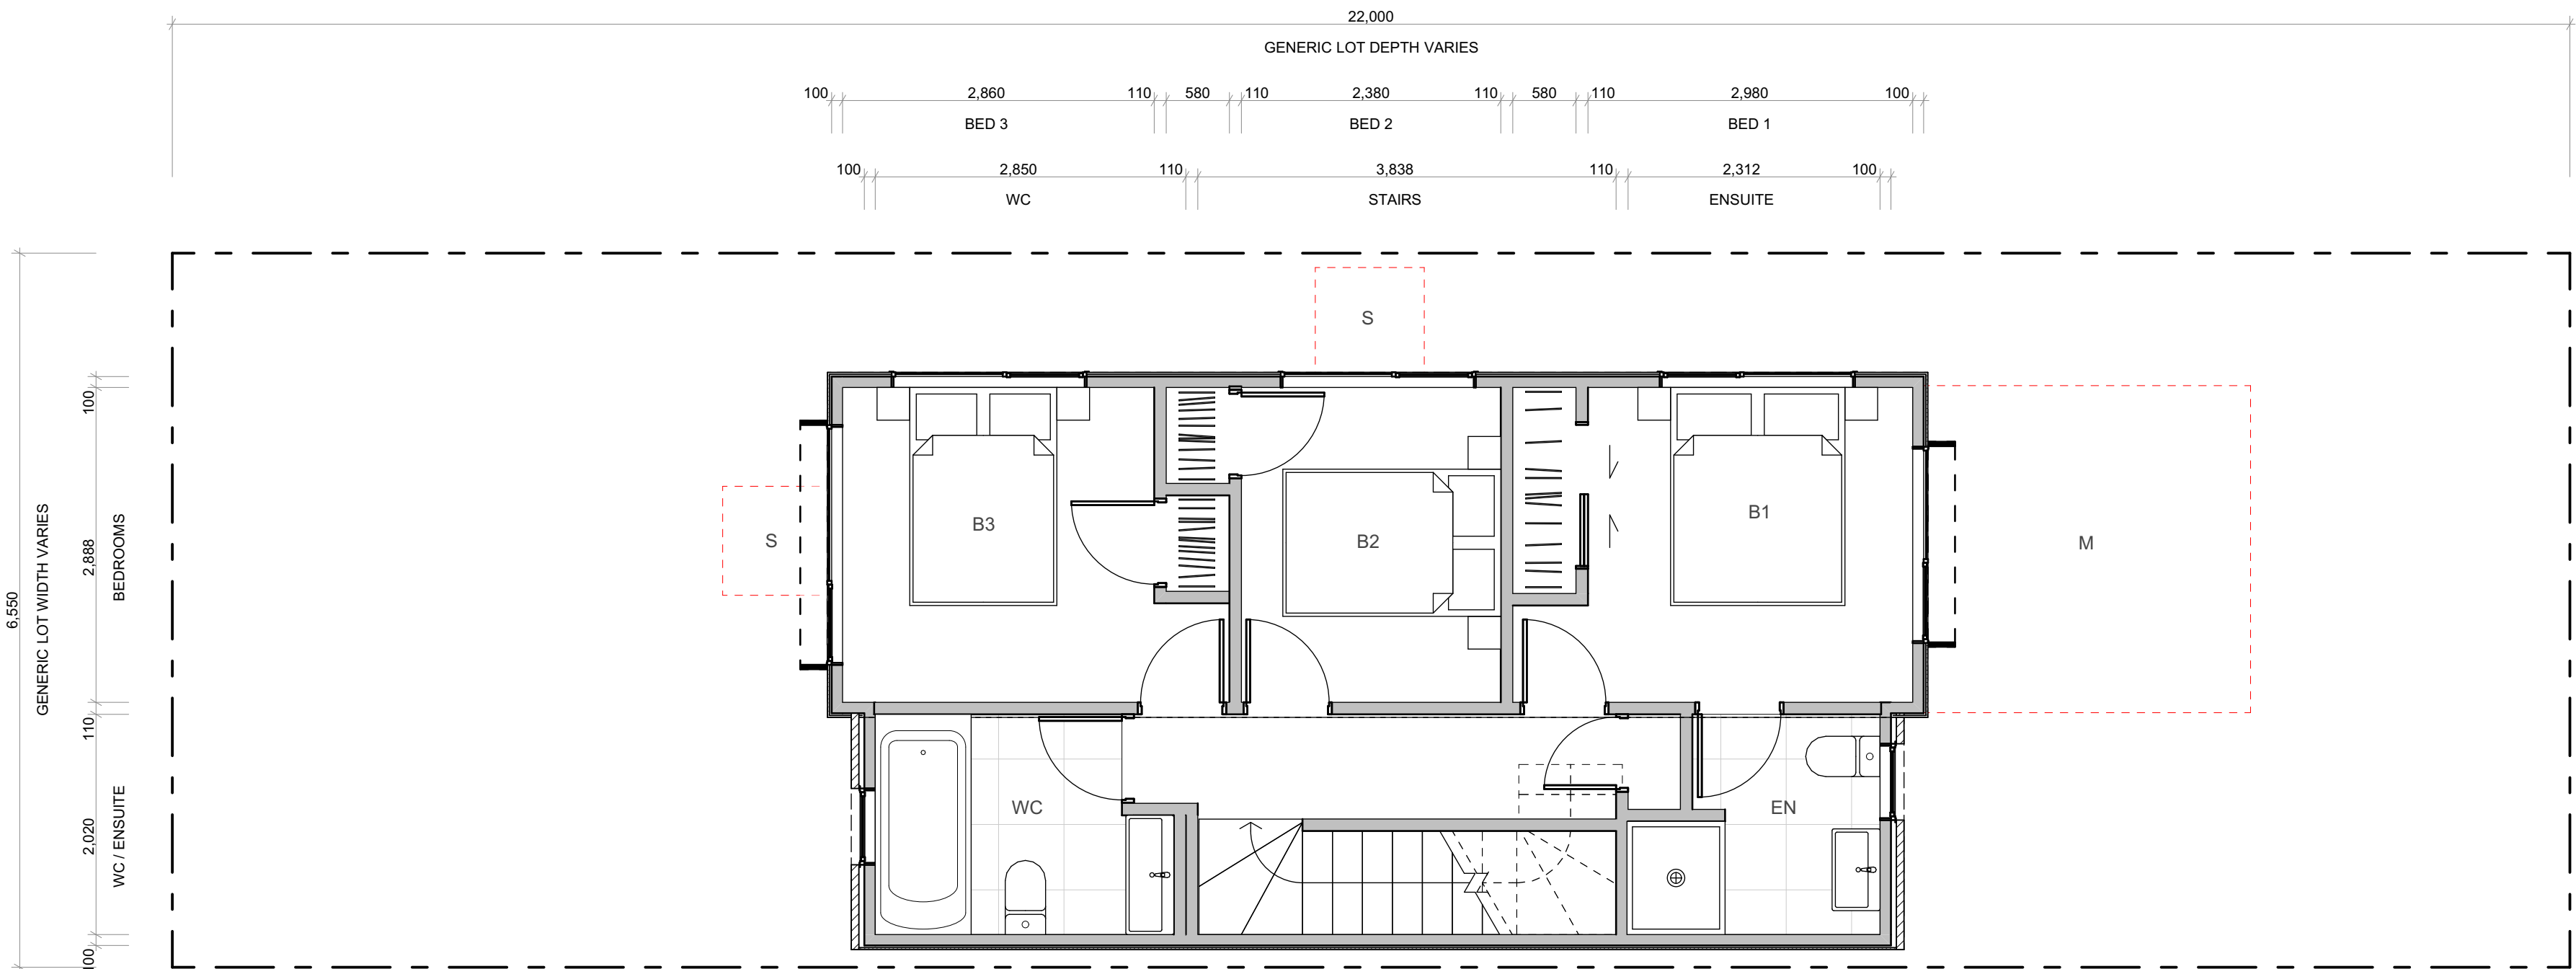 22,000
GENERIC LOT DEPTH VARIES
100 2,860 110 580 110 2,380 110 580 110 2,980 100
BED 3 BED 2 BED 1
100 2,850 110 3,838 110 2,312 100
WC STAIRS ENSUITE
6,550
GENERIC LOT WIDTH VARIES
100
2,888
BEDROOMS
110
2,020
WC / ENSUITE
100
S
S
B3
B2
B1
M
WC
EN